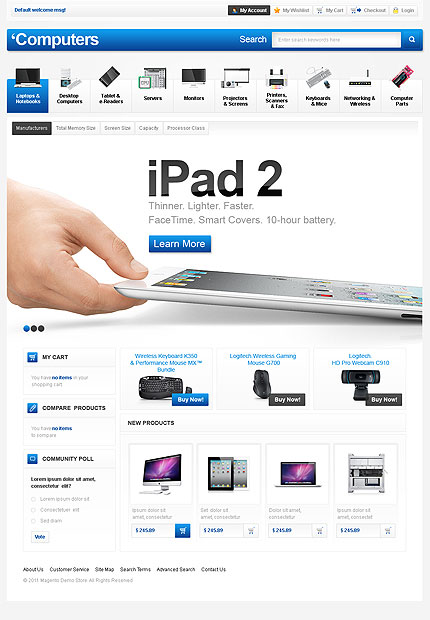 Default welcome msg!
My Account
My Wishlist
My Cart
Checkout
Login
'Computers
Search
Enter search keywords here...
Laptops &
Notebooks
Desktop
Computers
Tablet &
e-Readers
Servers
Monitors
Projectors
& Screens
Printers,
Scanners
& Fax
Keyboards
& Mice
Networking &
Wireless
Computer
Parts
Manufacturers
Total Memory Size
Screen Size
Capacity
Processor Class
iPad 2
Thinner. Lighter. Faster.
FaceTime. Smart Covers. 10-hour battery.
Learn More
MY CART
You have no items in your
shopping cart
COMPARE PRODUCTS
You have no items
to compare
COMMUNITY POLL
Lorem ipsum dolor sit amet,
consectetur elit?
Lorem ipsum dolor sit
Consectetuer elit
Sed diam
Vote
Wireless Keyboard K350
& Performance Mouse MX™
Bundle
Buy Now!
Logitech Wireless Gaming
Mouse G700
Buy Now!
Logitech
HD Pro Webcam C910
Buy Now!
NEW PRODUCTS
Lorem ipsum dolor sit
amet, consectetur
$ 245.89
Set dolor sit
amet, consectetur
$ 245.89
Dolor sit amet,
consectetur
$ 245.89
Lorem ipsum dolor sit
amet, consectet
$ 245.89
About Us
Customer Service
Site Map
Search Terms
Advanced Search
Contact Us
© 2011 Magento Demo Store. All Rights Reserved.